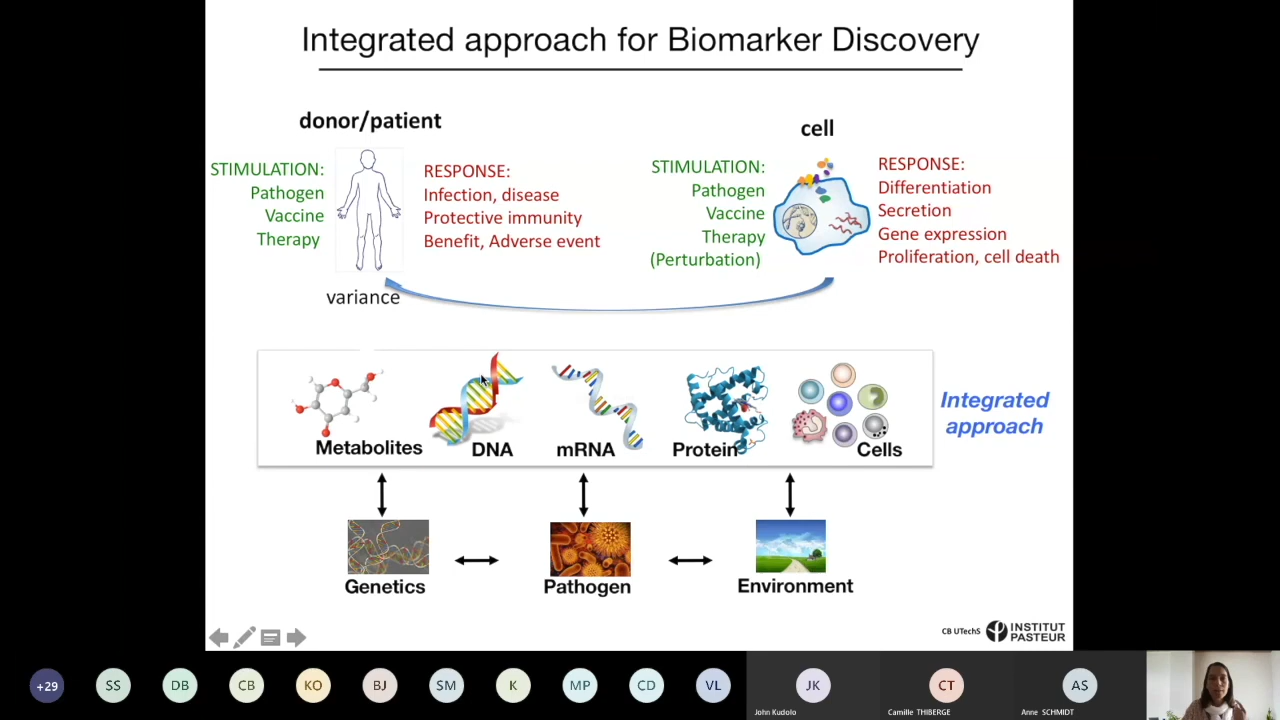 Integrated approach for Biomarker Discovery
donor/patient
STIMULATION:
Pathogen
Vaccine
Therapy
RESPONSE:
Infection, disease
Protective immunity
Benefit, Adverse event
variance
cell
STIMULATION:
Pathogen
Vaccine
Therapy
(Perturbation)
RESPONSE:
Differentiation
Secretion
Gene expression
Proliferation, cell death
Metabolites
DNA
mRNA
Protein
Cells
Integrated
approach
Genetics
Pathogen
Environment
CB UTechS
INSTITUT
PASTEUR
+29
SS
DB
CB
KO
BJ
SM
K
MP
CD
VL
JK
John Kudolo
CT
Camille THIBERGE
AS
Anne SCHMIDT